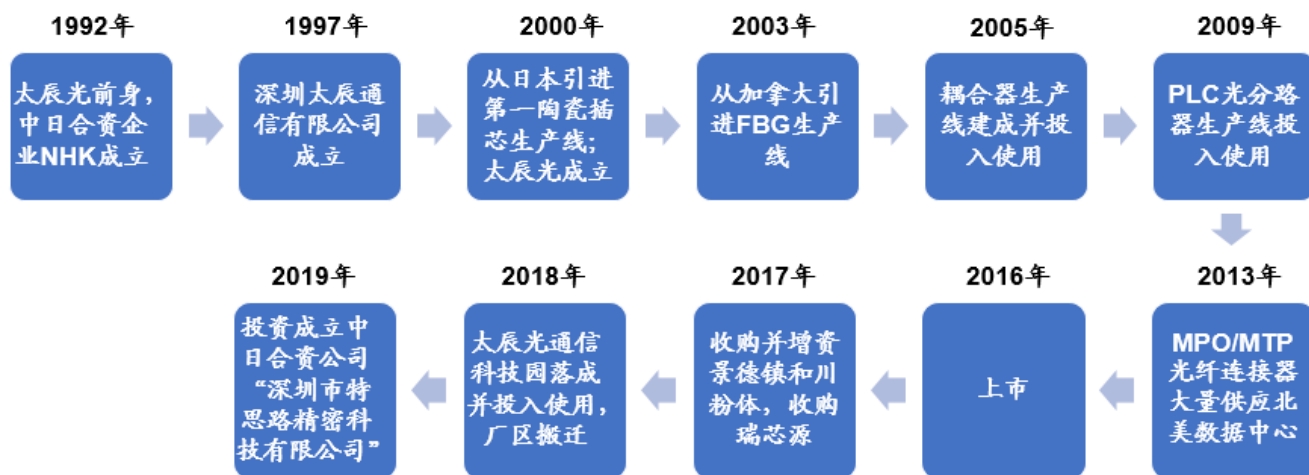 1992年
太辰光前身，
中日合资企
业NHK成立
1997年
深圳太辰通
信有限公司
成立
2000年
从日本引进
第一陶瓷插
芯生产线；
太辰光成立
2003年
从加拿大引
进FBG生产
线
2005年
耦合器生产
线建成并投
入使用
2009年
PLC光分路
器生产线投
入使用
2013年
MPO/MTP
光纤连接器
大量供应北
美数据中心
2016年
上市
2017年
收购并增资
景德镇和川
粉体，收购
瑞芯源
2018年
太辰光通信
科技园落成
并投入使用，
厂区搬迁
2019年
投资成立中
日合资公司
“深圳市特
思路精密科
技有限公司”